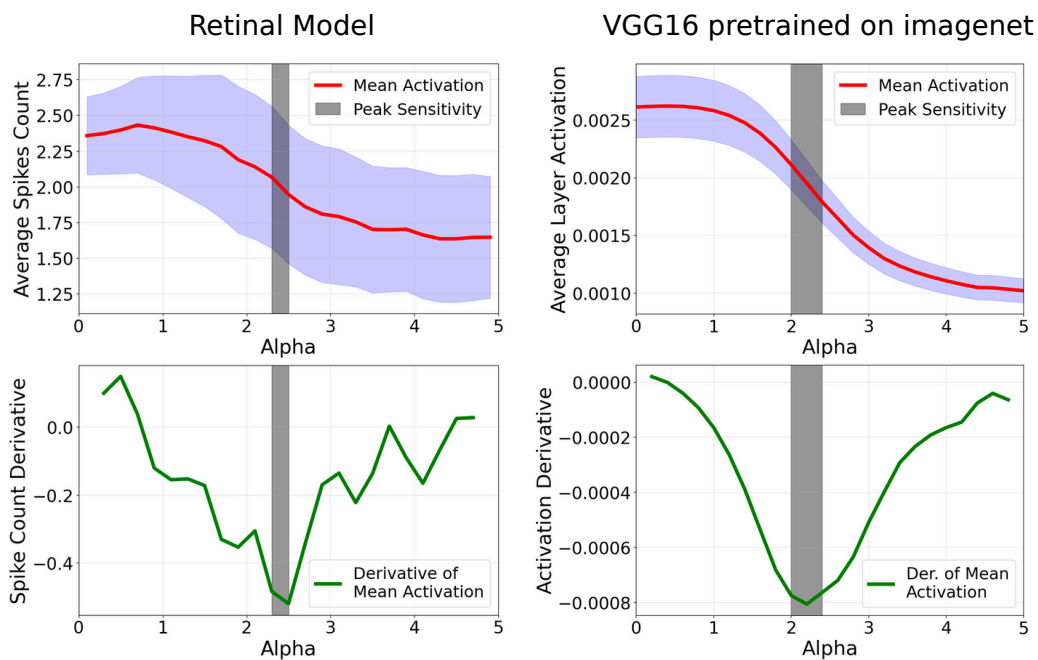 Retinal Model
VGG16 pretrained on imagenet
Average Spikes Count
2.75
2.50
2.25
2.00
1.75
1.50
1.25
Mean Activation
Peak Sensitivity
0 1 2 3 4 5
Alpha
Average Layer Activation
0.0025
0.0020
0.0015
0.0010
Mean Activation
Peak Sensitivity
0 1 2 3 4 5
Alpha
Spike Count Derivative
0.0
−0.2
−0.4
Derivative of
Mean Activation
0 1 2 3 4 5
Alpha
Activation Derivative
0.0000
−0.0002
−0.0004
−0.0006
−0.0008
Der. of Mean
Activation
0 1 2 3 4 5
Alpha